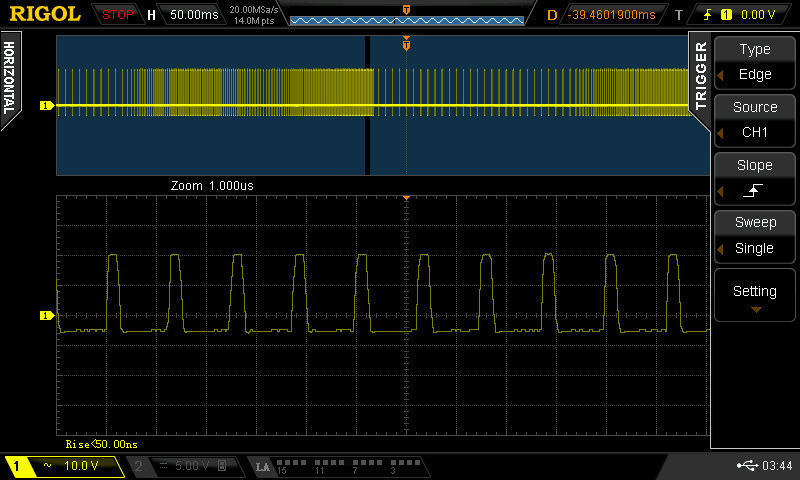 RIGOL STOP H 50.00ms 20.00MSa/s 14.0M pts T D -39.4601900ms T 1 0.00 V
HORIZONTAL
T
TRIGGER
Type
Edge
Source
CH1
Slope
Sweep
Single
Setting
1
Zoom 1.000us
1
Rise<50.00ns
1 ~ 10.0 V 2 = 5.00 V B LA 15 11 7 3 03:44